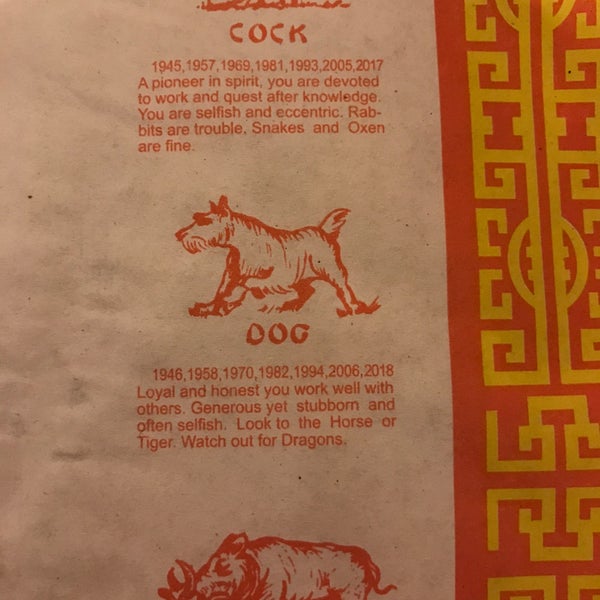 COCK
1945,1957,1969,1981,1993,2005,2017
A pioneer in spirit, you are devoted
to work and quest after knowledge.
You are selfish and eccentric. Rab-
bits are trouble. Snakes and Oxen
are fine.
DOG
1946,1958,1970,1982,1994,2006,2018
Loyal and honest you work well with
others. Generous yet stubborn and
often selfish. Look to the Horse or
Tiger. Watch out for Dragons.